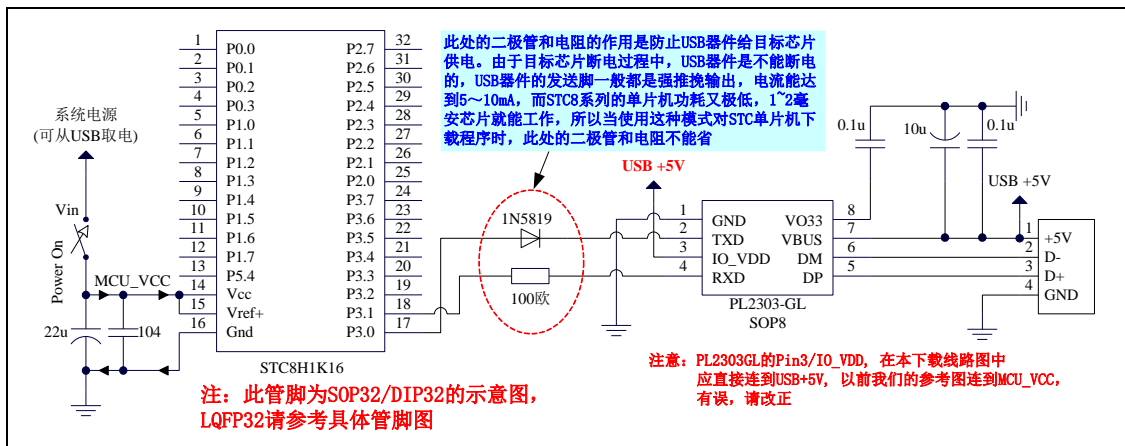 此处的二极管和电阻的作用是防止USB器件给目标芯片
供电。由于目标芯片断电过程中，USB器件是不能断电
的，USB器件的发送脚一般都是强推挽输出，电流能达
到5～10mA，而STC8系列的单片机功耗又极低，1~2毫
安芯片就能工作，所以当使用这种模式对STC单片机下
载程序时，此处的二极管和电阻不能省
系统电源
(可从USB取电)
Vin
Power On
MCU_VCC
22u
104
1 P0.0
2 P0.1
3 P0.2
4 P0.3
5 P1.0
6 P1.1
7 P1.2
8 P1.3
9 P1.4
10 P1.5
11 P1.6
12 P1.7
13 P5.4
14 Vcc
15 Vref+
16 Gnd
P2.7 32
P2.6 31
P2.5 30
P2.4 29
P2.3 28
P2.2 27
P2.1 26
P2.0 25
P3.7 24
P3.6 23
P3.5 22
P3.4 21
P3.3 20
P3.2 19
P3.1 18
P3.0 17
STC8H1K16
注：此管脚为SOP32/DIP32的示意图，
LQFP32请参考具体管脚图
1N5819
100欧
USB +5V
1 GND
2 TXD
3 IO_VDD
4 RXD
VO33 8
VBUS 7
DM 6
DP 5
PL2303-GL
SOP8
0.1u
10u
0.1u
USB +5V
1 +5V
2 D-
3 D+
4 GND
注意：PL2303GL的Pin3/IO_VDD, 在本下载线路图中
应直接连到USB+5V, 以前我们的参考图连到MCU_VCC，
有误，请改正